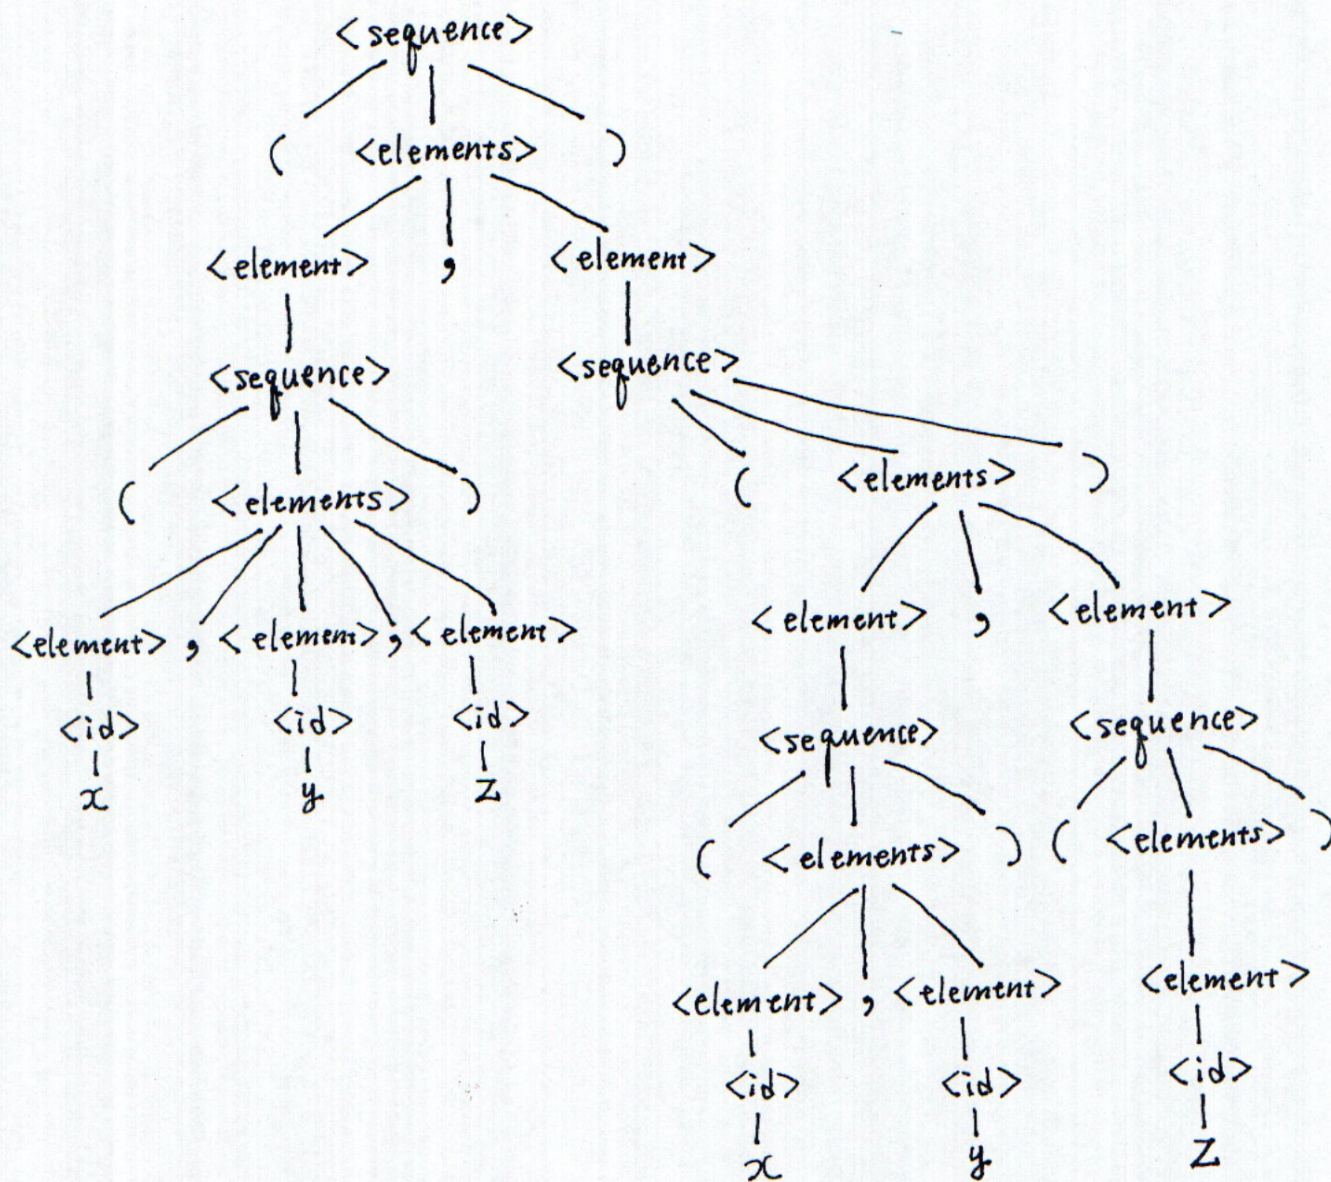 <sequence>
( <elements> )
<element> , <element>
<sequence> <sequence>
( <elements> ) ( <elements> )
<element> , <element> , <element> <element> , <element>
<id> <id> <id> <sequence> <sequence>
x y z
( <elements> ) ( <elements> )
<element> , <element> <element>
<id> <id> <id>
x y z